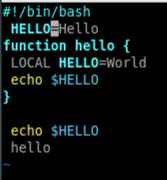 #!/bin/bash
HELLO=Hello
function hello {
LOCAL HELLO=World
echo $HELLO
}
echo $HELLO
hello
~